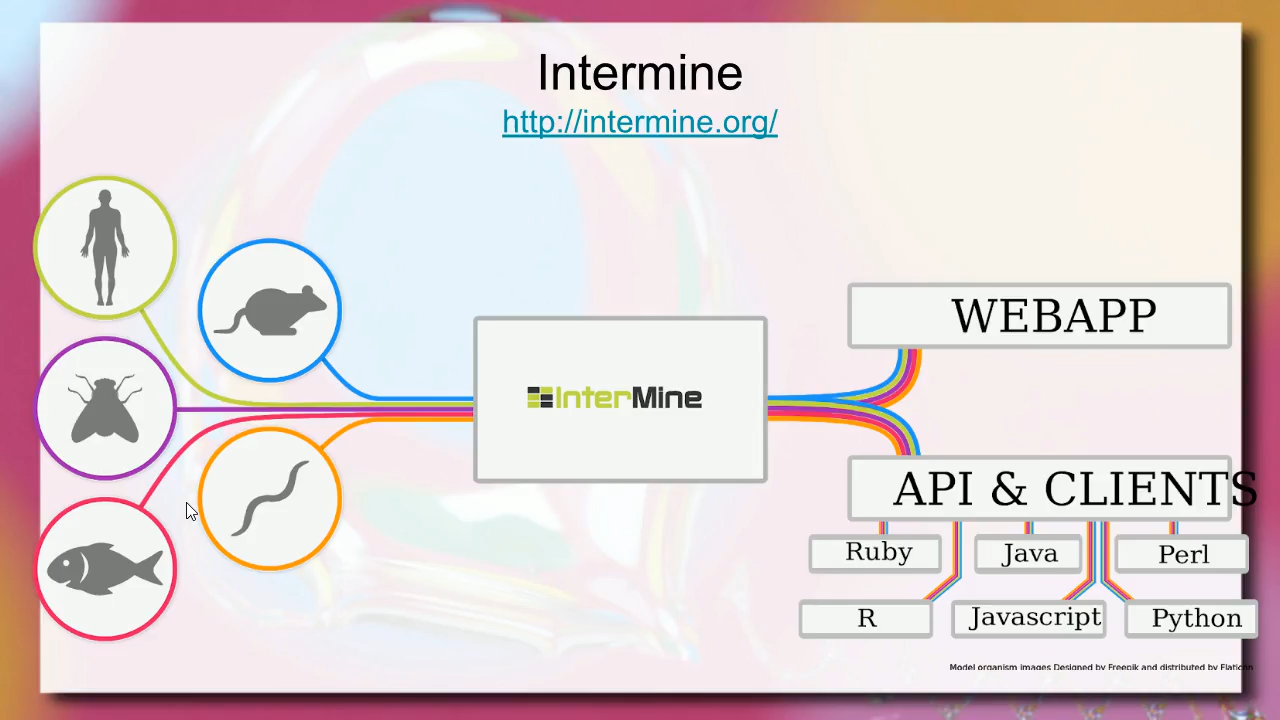 Intermine
http://intermine.org/
InterMine
WEBAPP
API & CLIENTS
Ruby
Java
Perl
R
Javascript
Python
Model organism images Designed by Freepik and distributed by Flaticon